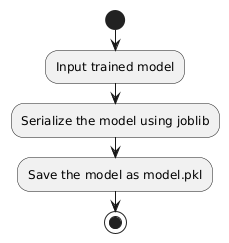 Input trained model
Serialize the model using joblib
Save the model as model.pkl